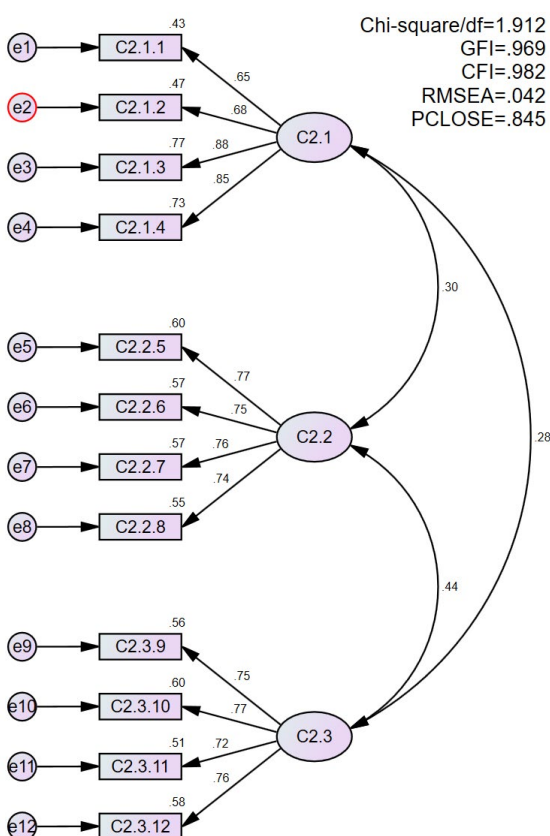 Chi-square/df=1.912
GFI=.969
CFI=.982
RMSEA=.042
PCLOSE=.845
.43
e1 C2.1.1
.65
.47
e2 C2.1.2
.68
C2.1
.77
.88
e3 C2.1.3
.85
.73
e4 C2.1.4
.30
.60
e5 C2.2.5
.77
.57
e6 C2.2.6
.75
C2.2
.28
.57
.76
e7 C2.2.7
.74
.55
e8 C2.2.8
.44
.56
e9 C2.3.9
.75
.60
e10 C2.3.10
.77
C2.3
.51
.72
e11 C2.3.11
.76
.58
e12 C2.3.12